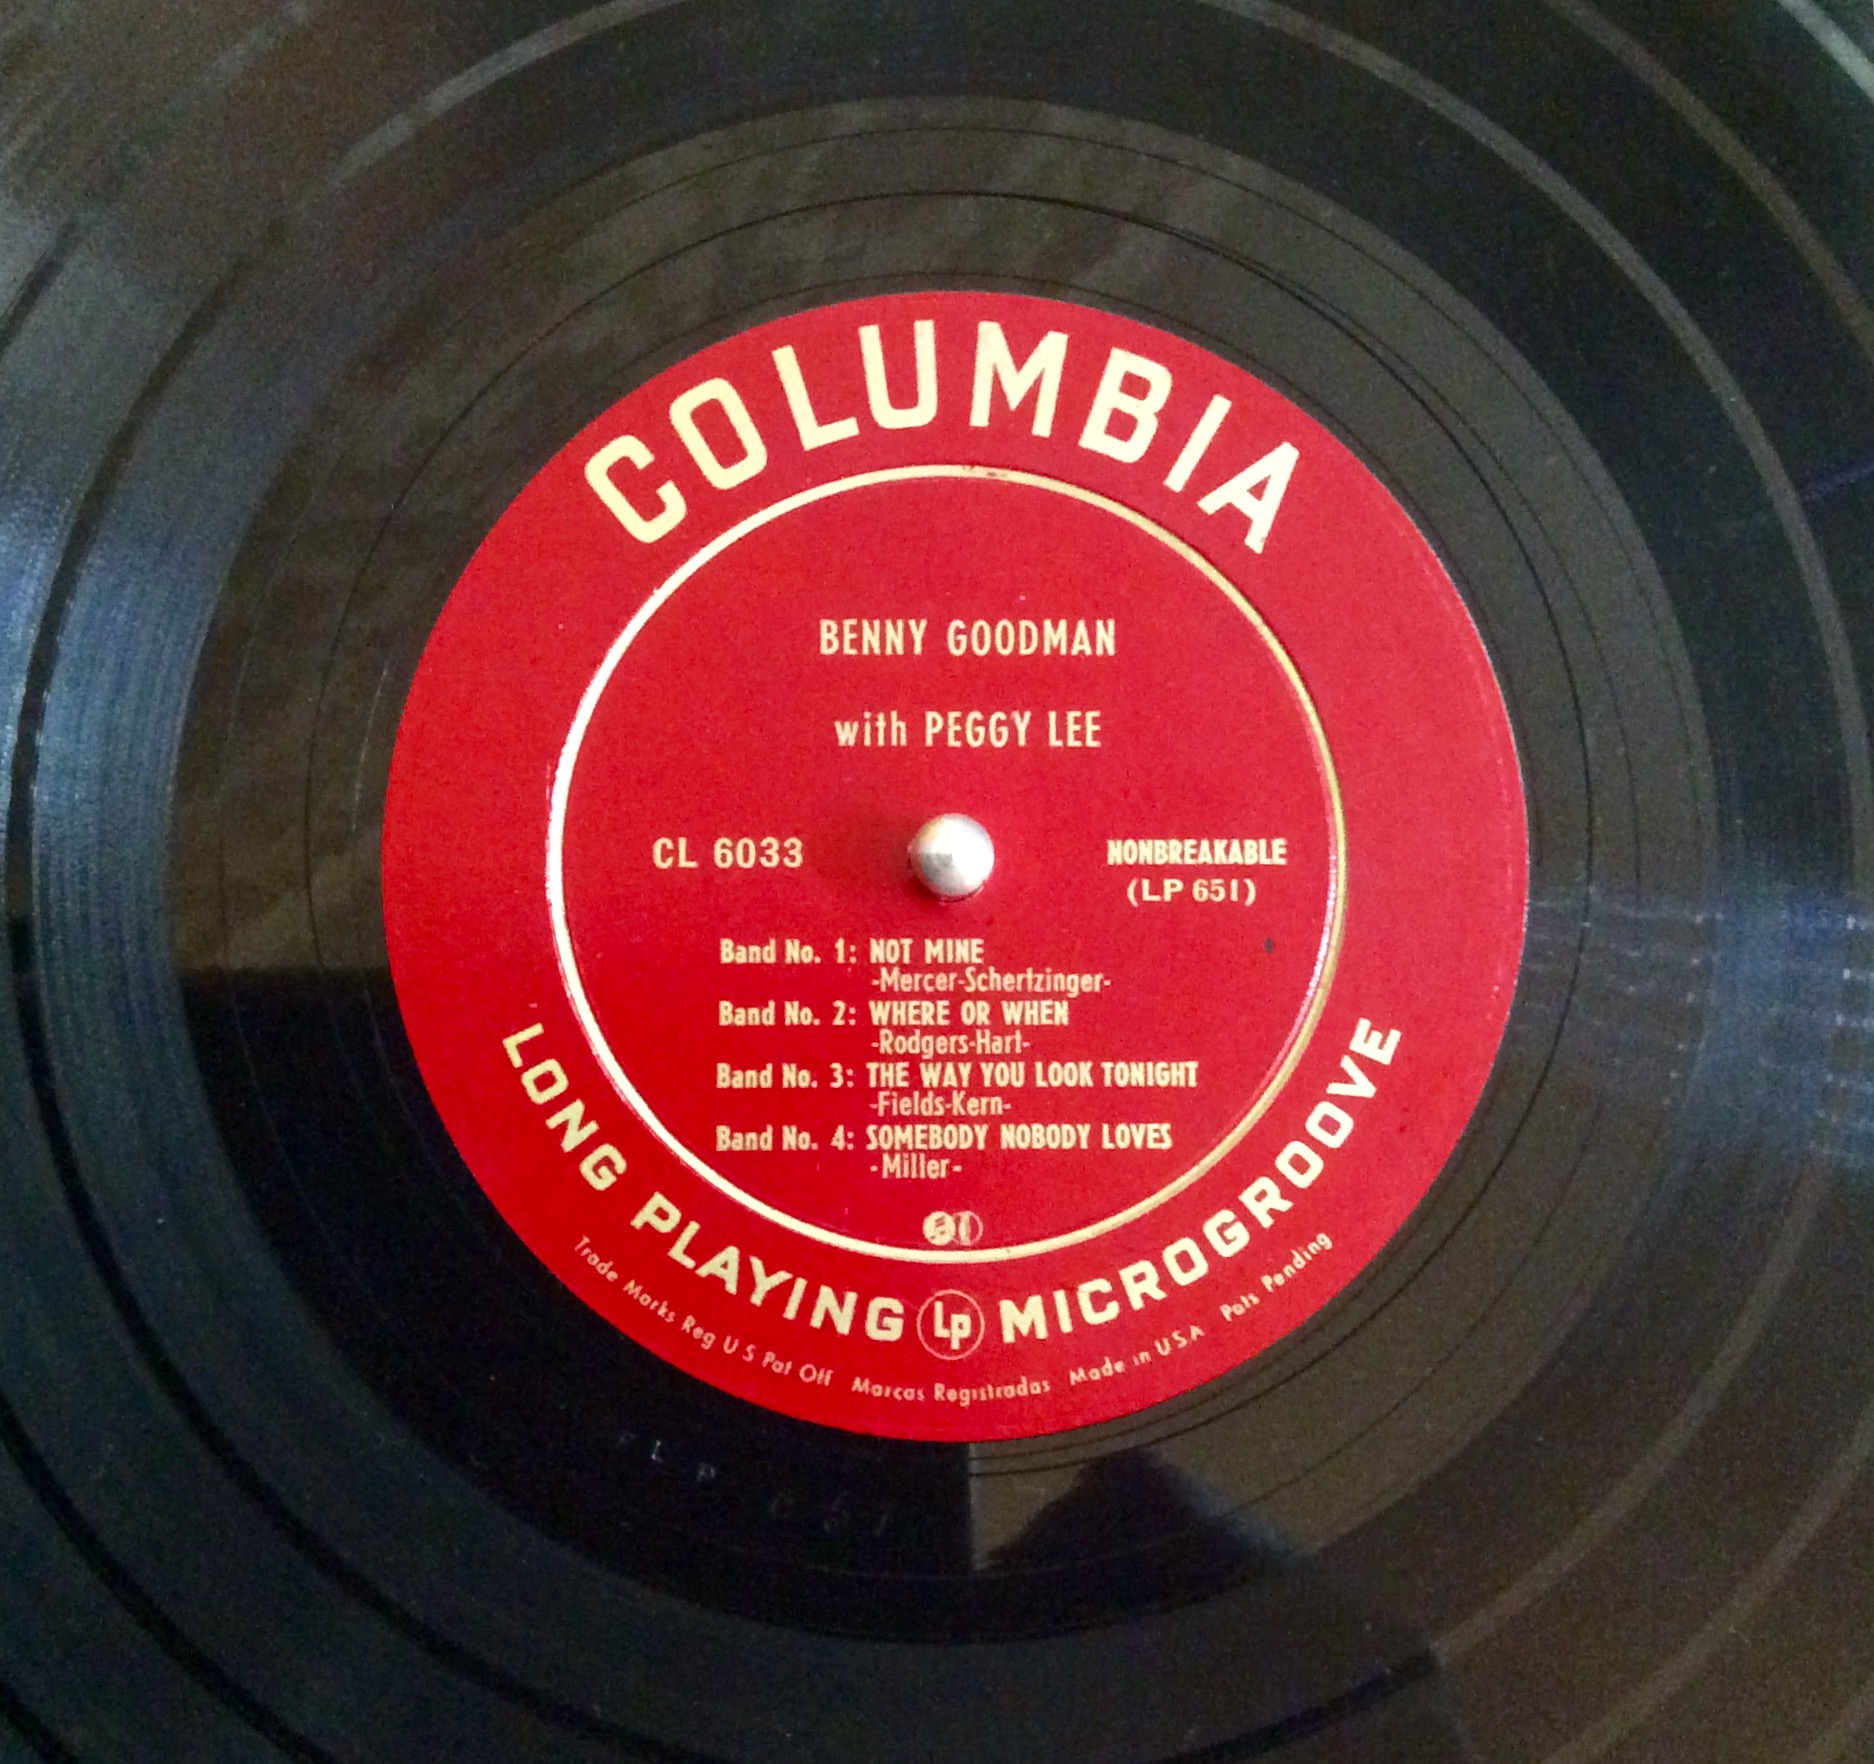 COLUMBIA
BENNY GOODMAN
with PEGGY LEE
CL 6033
NONBREAKABLE
(LP 651)
Band No. 1: NOT MINE
-Mercer-Schertzinger-
Band No. 2: WHERE OR WHEN
-Rodgers-Hart-
Band No. 3: THE WAY YOU LOOK TONIGHT
-Fields-Kern-
Band No. 4: SOMEBODY NOBODY LOVES
-Miller-
LONG PLAYING Lp MICROGROOVE
Trade Marks Reg U S Pat Off Marcas Registradas Made in U S A Pats Pending
LP